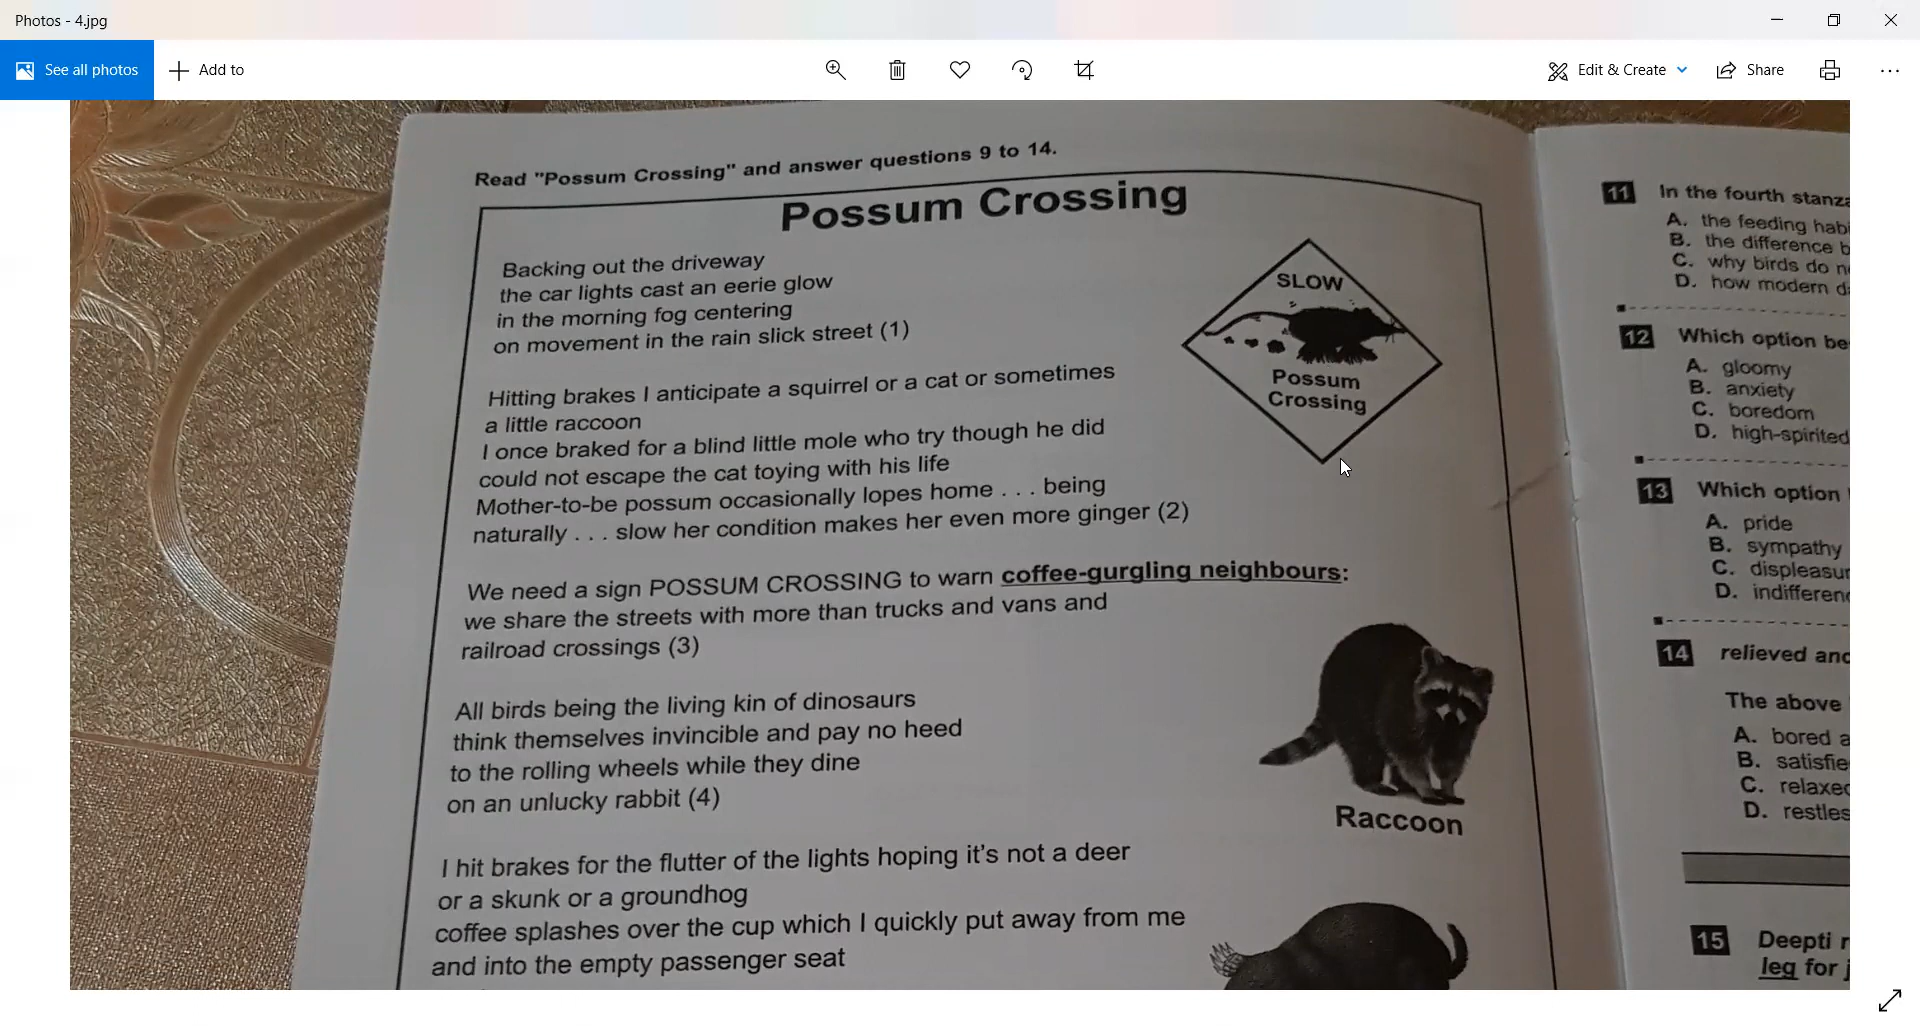 Photos - 4.jpg
See all photos
Add to
Edit & Create
Share
Read "Possum Crossing" and answer questions 9 to 14.
Possum Crossing
Backing out the driveway
the car lights cast an eerie glow
in the morning fog centering
on movement in the rain slick street (1)
SLOW
Possum
Crossing
Hitting brakes I anticipate a squirrel or a cat or sometimes
a little raccoon
I once braked for a blind little mole who try though he did
could not escape the cat toying with his life
Mother-to-be possum occasionally lopes home . . . being
naturally . . . slow her condition makes her even more ginger (2)
We need a sign POSSUM CROSSING to warn coffee-gurgling neighbours:
we share the streets with more than trucks and vans and
railroad crossings (3)
All birds being the living kin of dinosaurs
think themselves invincible and pay no heed
to the rolling wheels while they dine
on an unlucky rabbit (4)
Raccoon
I hit brakes for the flutter of the lights hoping it's not a deer
or a skunk or a groundhog
coffee splashes over the cup which I quickly put away from me
and into the empty passenger seat
11 In the fourth
A. the feeding
B. the difference
C. why birds do
D. how modern
12 Which option
A. gloomy
B. anxiety
C. boredom
D. high-spirited
13 Which option
A. pride
B. sympathy
C.
D.
14 relieved
The above
A. bored
B.
C.
D.
15 Deepti
leg for